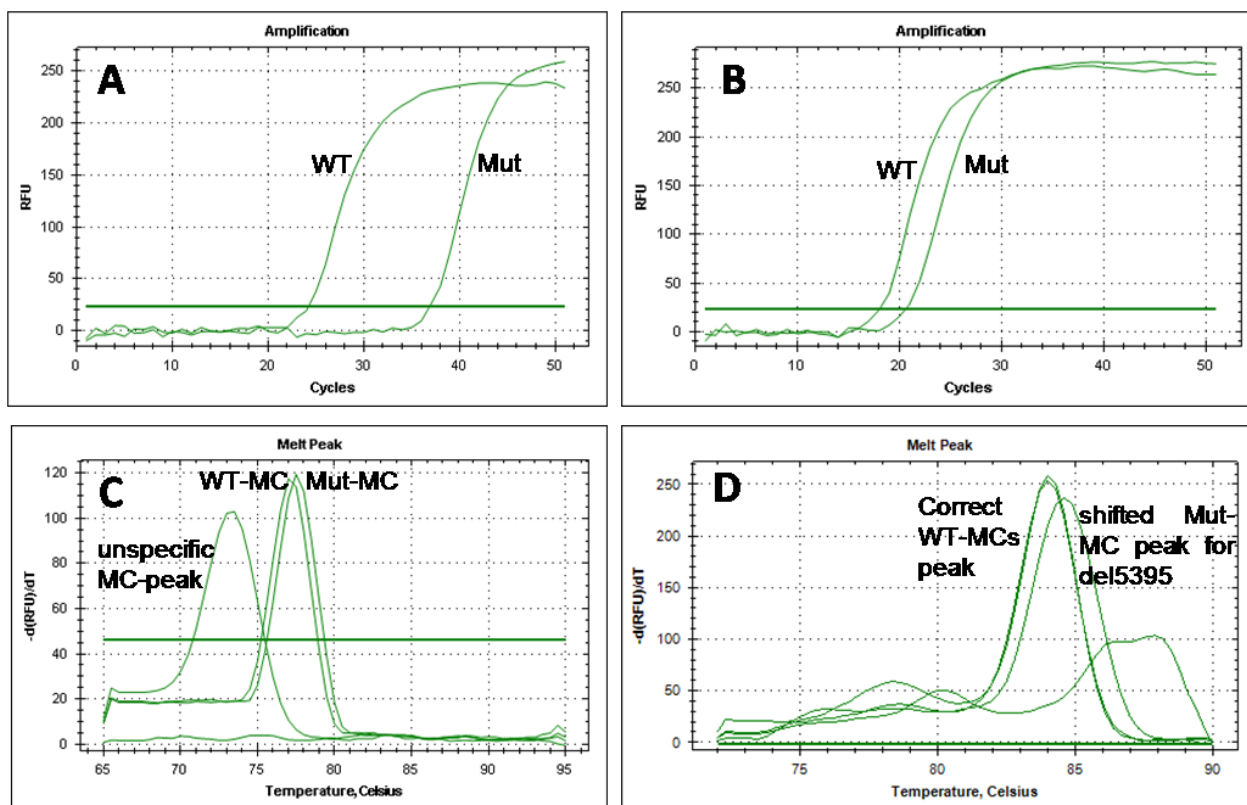 Amplification
A
250
200
150
100
50
0
RFU
WT
Mut
0 10 20 30 40 50
Cycles
Amplification
B
250
200
150
100
50
0
RFU
WT
Mut
0 10 20 30 40 50
Cycles
Melt Peak
C
120
100
80
60
40
20
0
-d(RFU)/dT
WT-MC Mut-MC
unspecific
MC-peak
65 70 75 80 85 90 95
Temperature, Celsius
Melt Peak
D
250
200
150
100
50
0
-d(RFU)/dT
Correct
WT-MCs
peak
shifted Mut-
MC peak for
del5395
75 80 85 90
Temperature, Celsius